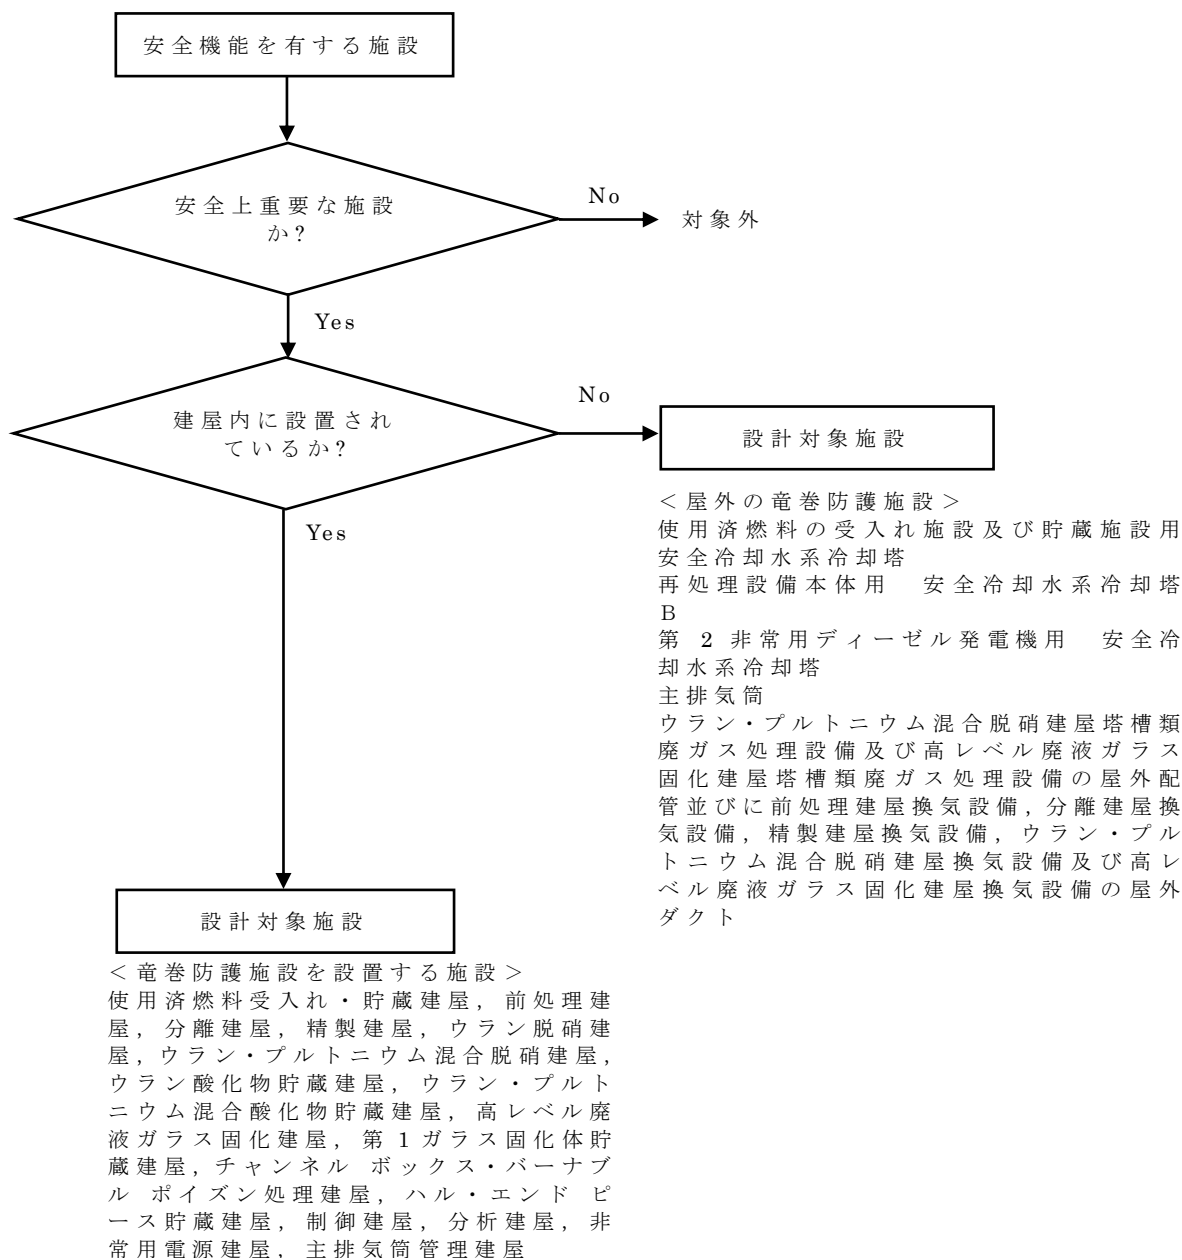 安全機能を有する施設
安全上重要な施設
か?
No
対象外
Yes
建屋内に設置され
ているか?
No
設計対象施設
<屋外の竜巻防護施設>
使用済燃料の受入れ施設及び貯蔵施設用
安全冷却水系冷却塔
再処理設備本体用 安全冷却水系冷却塔
B
第 2 非常用ディーゼル発電機用 安全冷
却水系冷却塔
主排気筒
ウラン・プルトニウム混合脱硝建屋塔槽類
廃ガス処理設備及び高レベル廃液ガラス
固化建屋塔槽類廃ガス処理設備の屋外配
管並びに前処理建屋換気設備,分離建屋換
気設備,精製建屋換気設備,ウラン・プル
トニウム混合脱硝建屋換気設備及び高レ
ベル廃液ガラス固化建屋換気設備の屋外
ダクト
Yes
設計対象施設
<竜巻防護施設を設置する施設>
使用済燃料受入れ・貯蔵建屋,前処理建
屋,分離建屋,精製建屋,ウラン脱硝建
屋,ウラン・プルトニウム混合脱硝建屋,
ウラン酸化物貯蔵建屋,ウラン・プルト
ニウム混合酸化物貯蔵建屋,高レベル廃
液ガラス固化建屋,第 1 ガラス固化体貯
蔵建屋,チャンネル ボックス・バーナブ
ル ポイズン処理建屋,ハル・エンド ピ
ース貯蔵建屋,制御建屋,分析建屋,非
常用電源建屋,主排気筒管理建屋